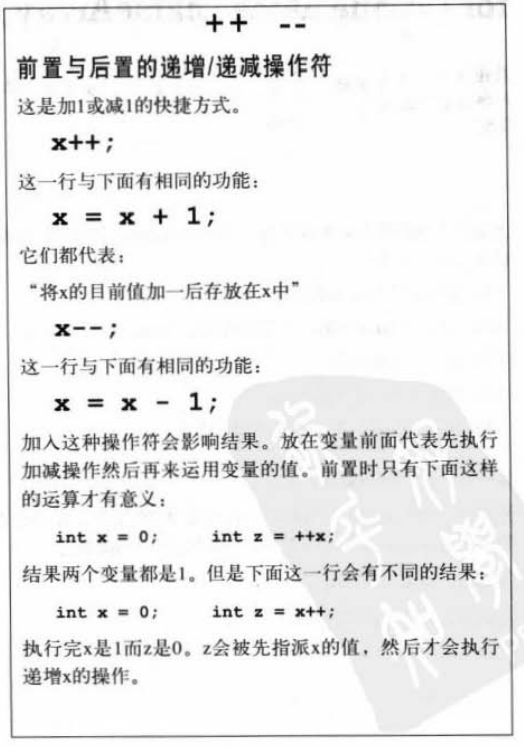 ++ --
前置与后置的递增/递减操作符
这是加1或减1的快捷方式。
x++;
这一行与下面有相同的功能：
x = x + 1;
它们都代表：
“将x的目前值加一后存放在x中”
x--;
这一行与下面有相同的功能：
x = x - 1;
加入这种操作符会影响结果。放在变量前面代表先执行
加减操作然后再来运用变量的值。前置时只有下面这样
的运算才有意义：
int x = 0; int z = ++x;
结果两个变量都是1。但是下面这一行会有不同的结果：
int x = 0; int z = x++;
执行完x是1而z是0。z会被先指派x的值，然后才会执行
递增x的操作。